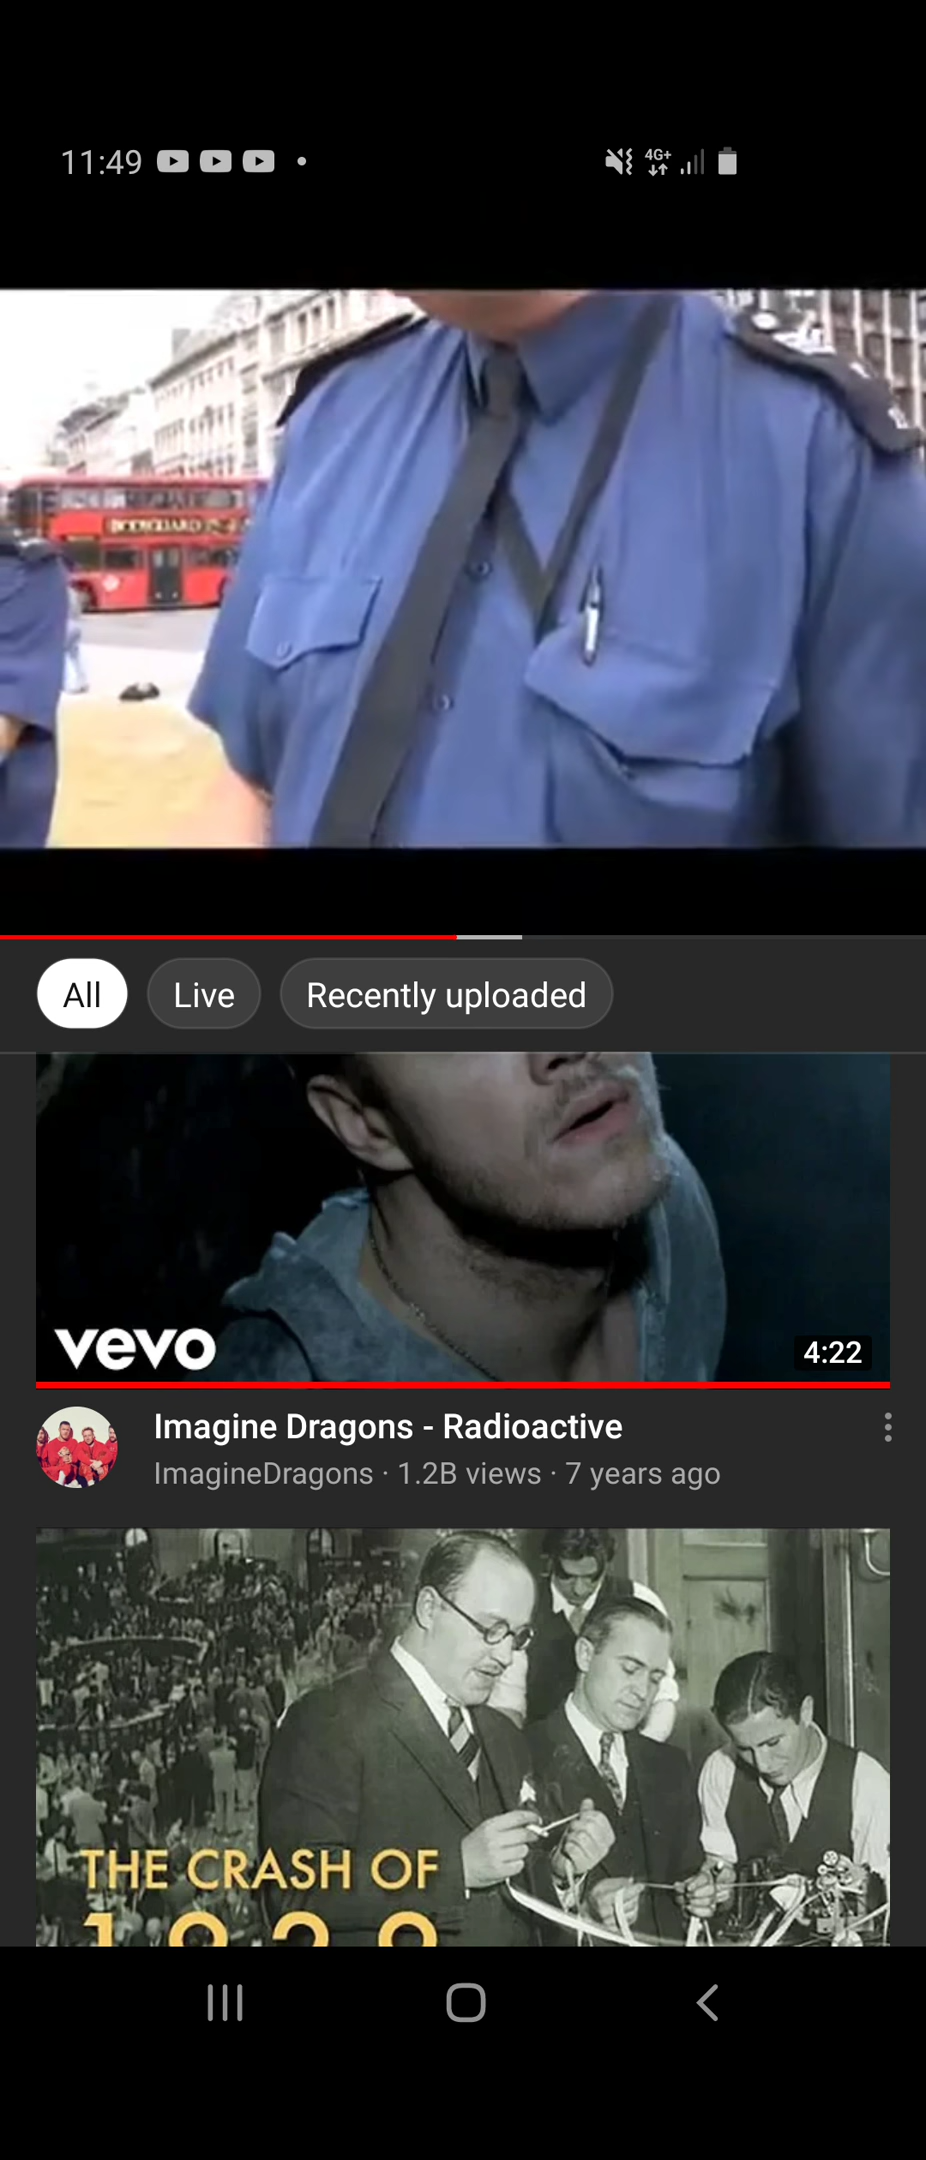 11:49
4G+
All
Live
Recently uploaded
vevo
4:22
Imagine Dragons - Radioactive
ImagineDragons · 1.2B views · 7 years ago
THE CRASH OF
1929